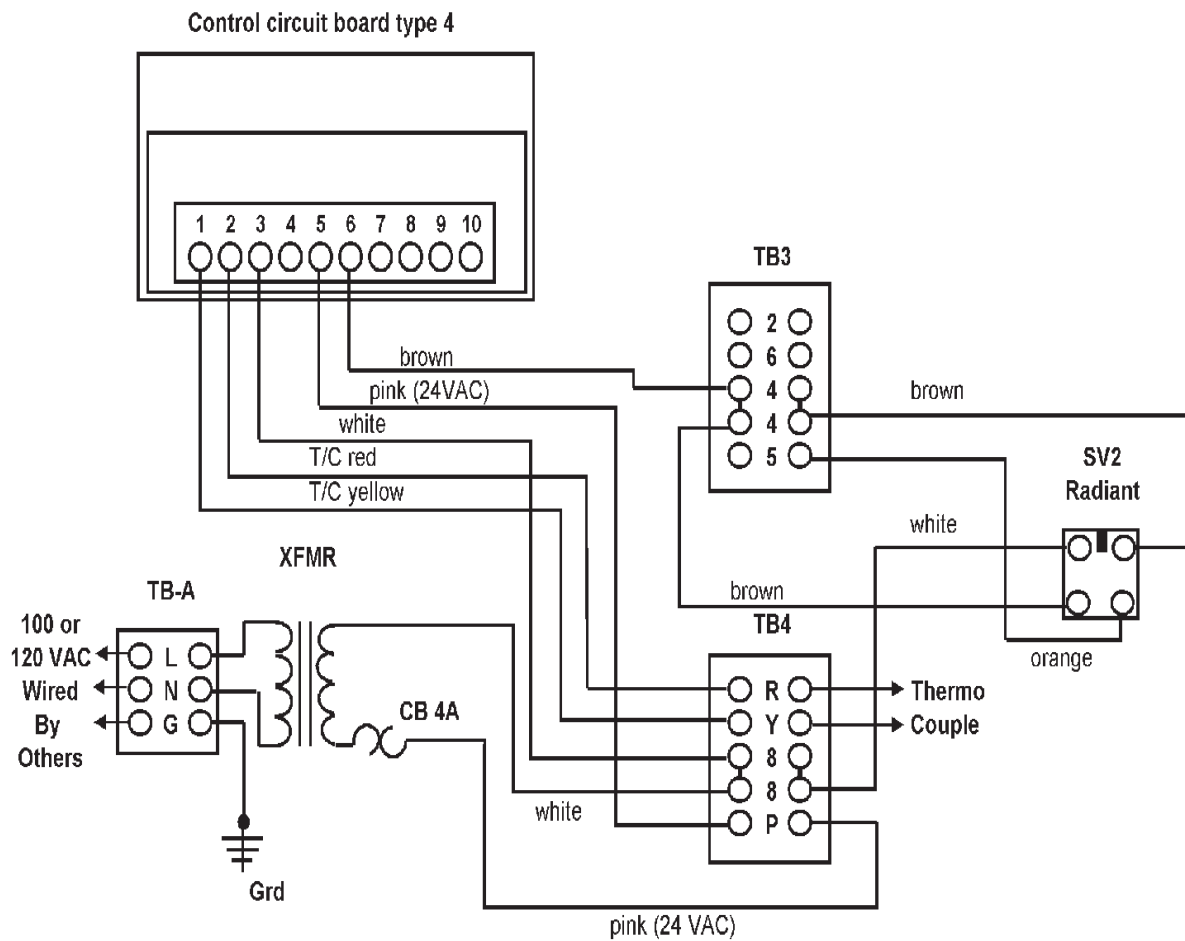 Control circuit board type 4
1 2 3 4 5 6 7 8 9 10
TB3
2
6
4
4
5
brown
pink (24VAC)
white
T/C red
T/C yellow
brown
SV2
Radiant
white
brown
orange
XFMR
TB-A
100 or
120 VAC
Wired
By
Others
L
N
G
Grd
CB 4A
white
TB4
R
Y
8
8
P
Thermo
Couple
pink (24 VAC)